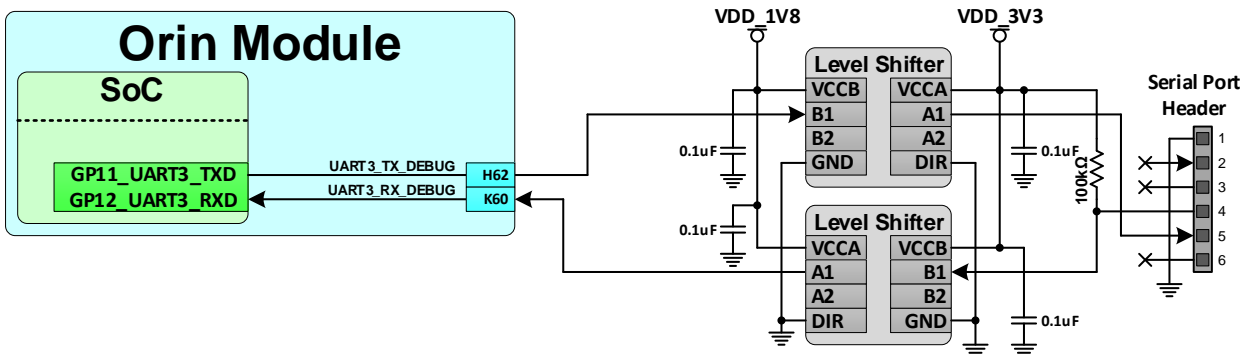 Orin Module
SoC
GP11_UART3_TXD
GP12_UART3_RXD
UART3_TX_DEBUG
UART3_RX_DEBUG
H62
K60
VDD_1V8
VDD_3V3
Level Shifter
VCCB VCCA
B1 A1
B2 A2
GND DIR
0.1uF
0.1uF
0.1uF
100kΩ
Level Shifter
VCCA VCCB
A1 B1
A2 B2
DIR GND
0.1uF
Serial Port
Header
1
2
3
4
5
6